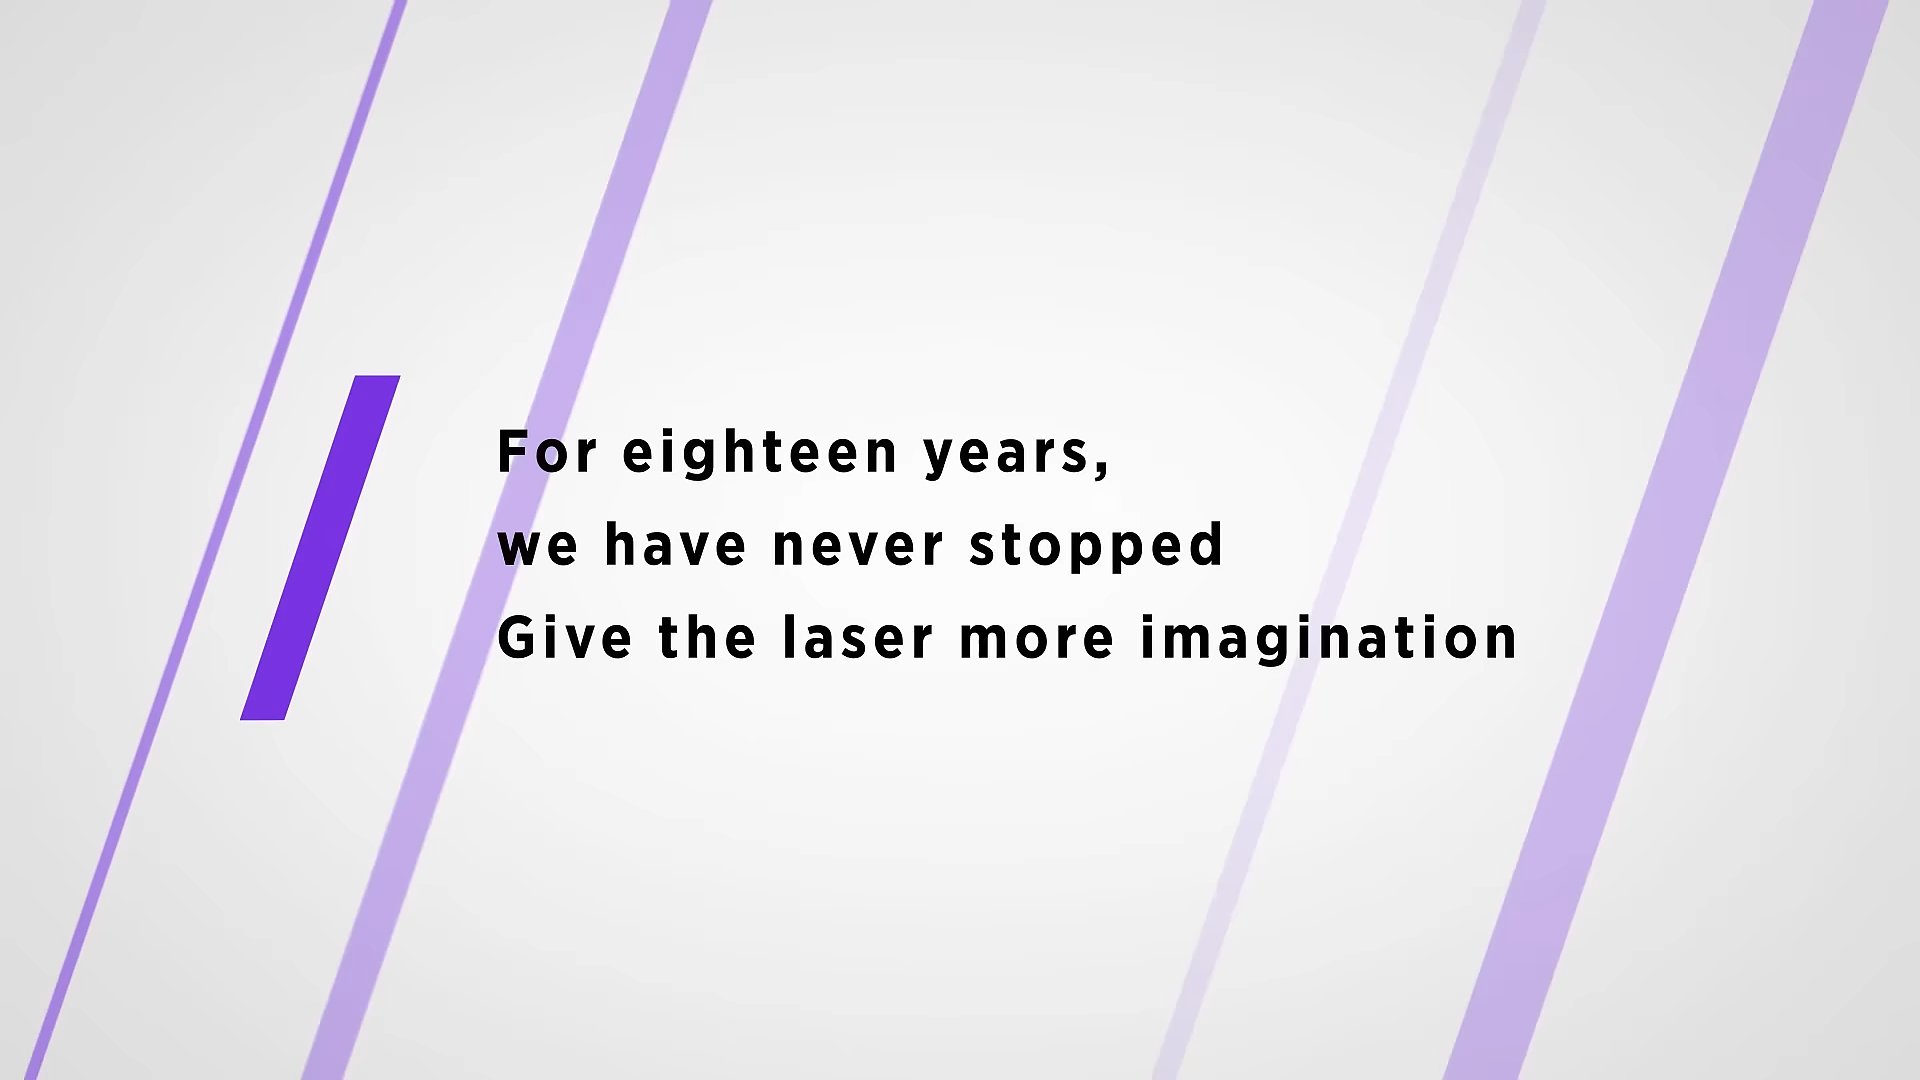 For eighteen years,
we have never stopped
Give the laser more imagination